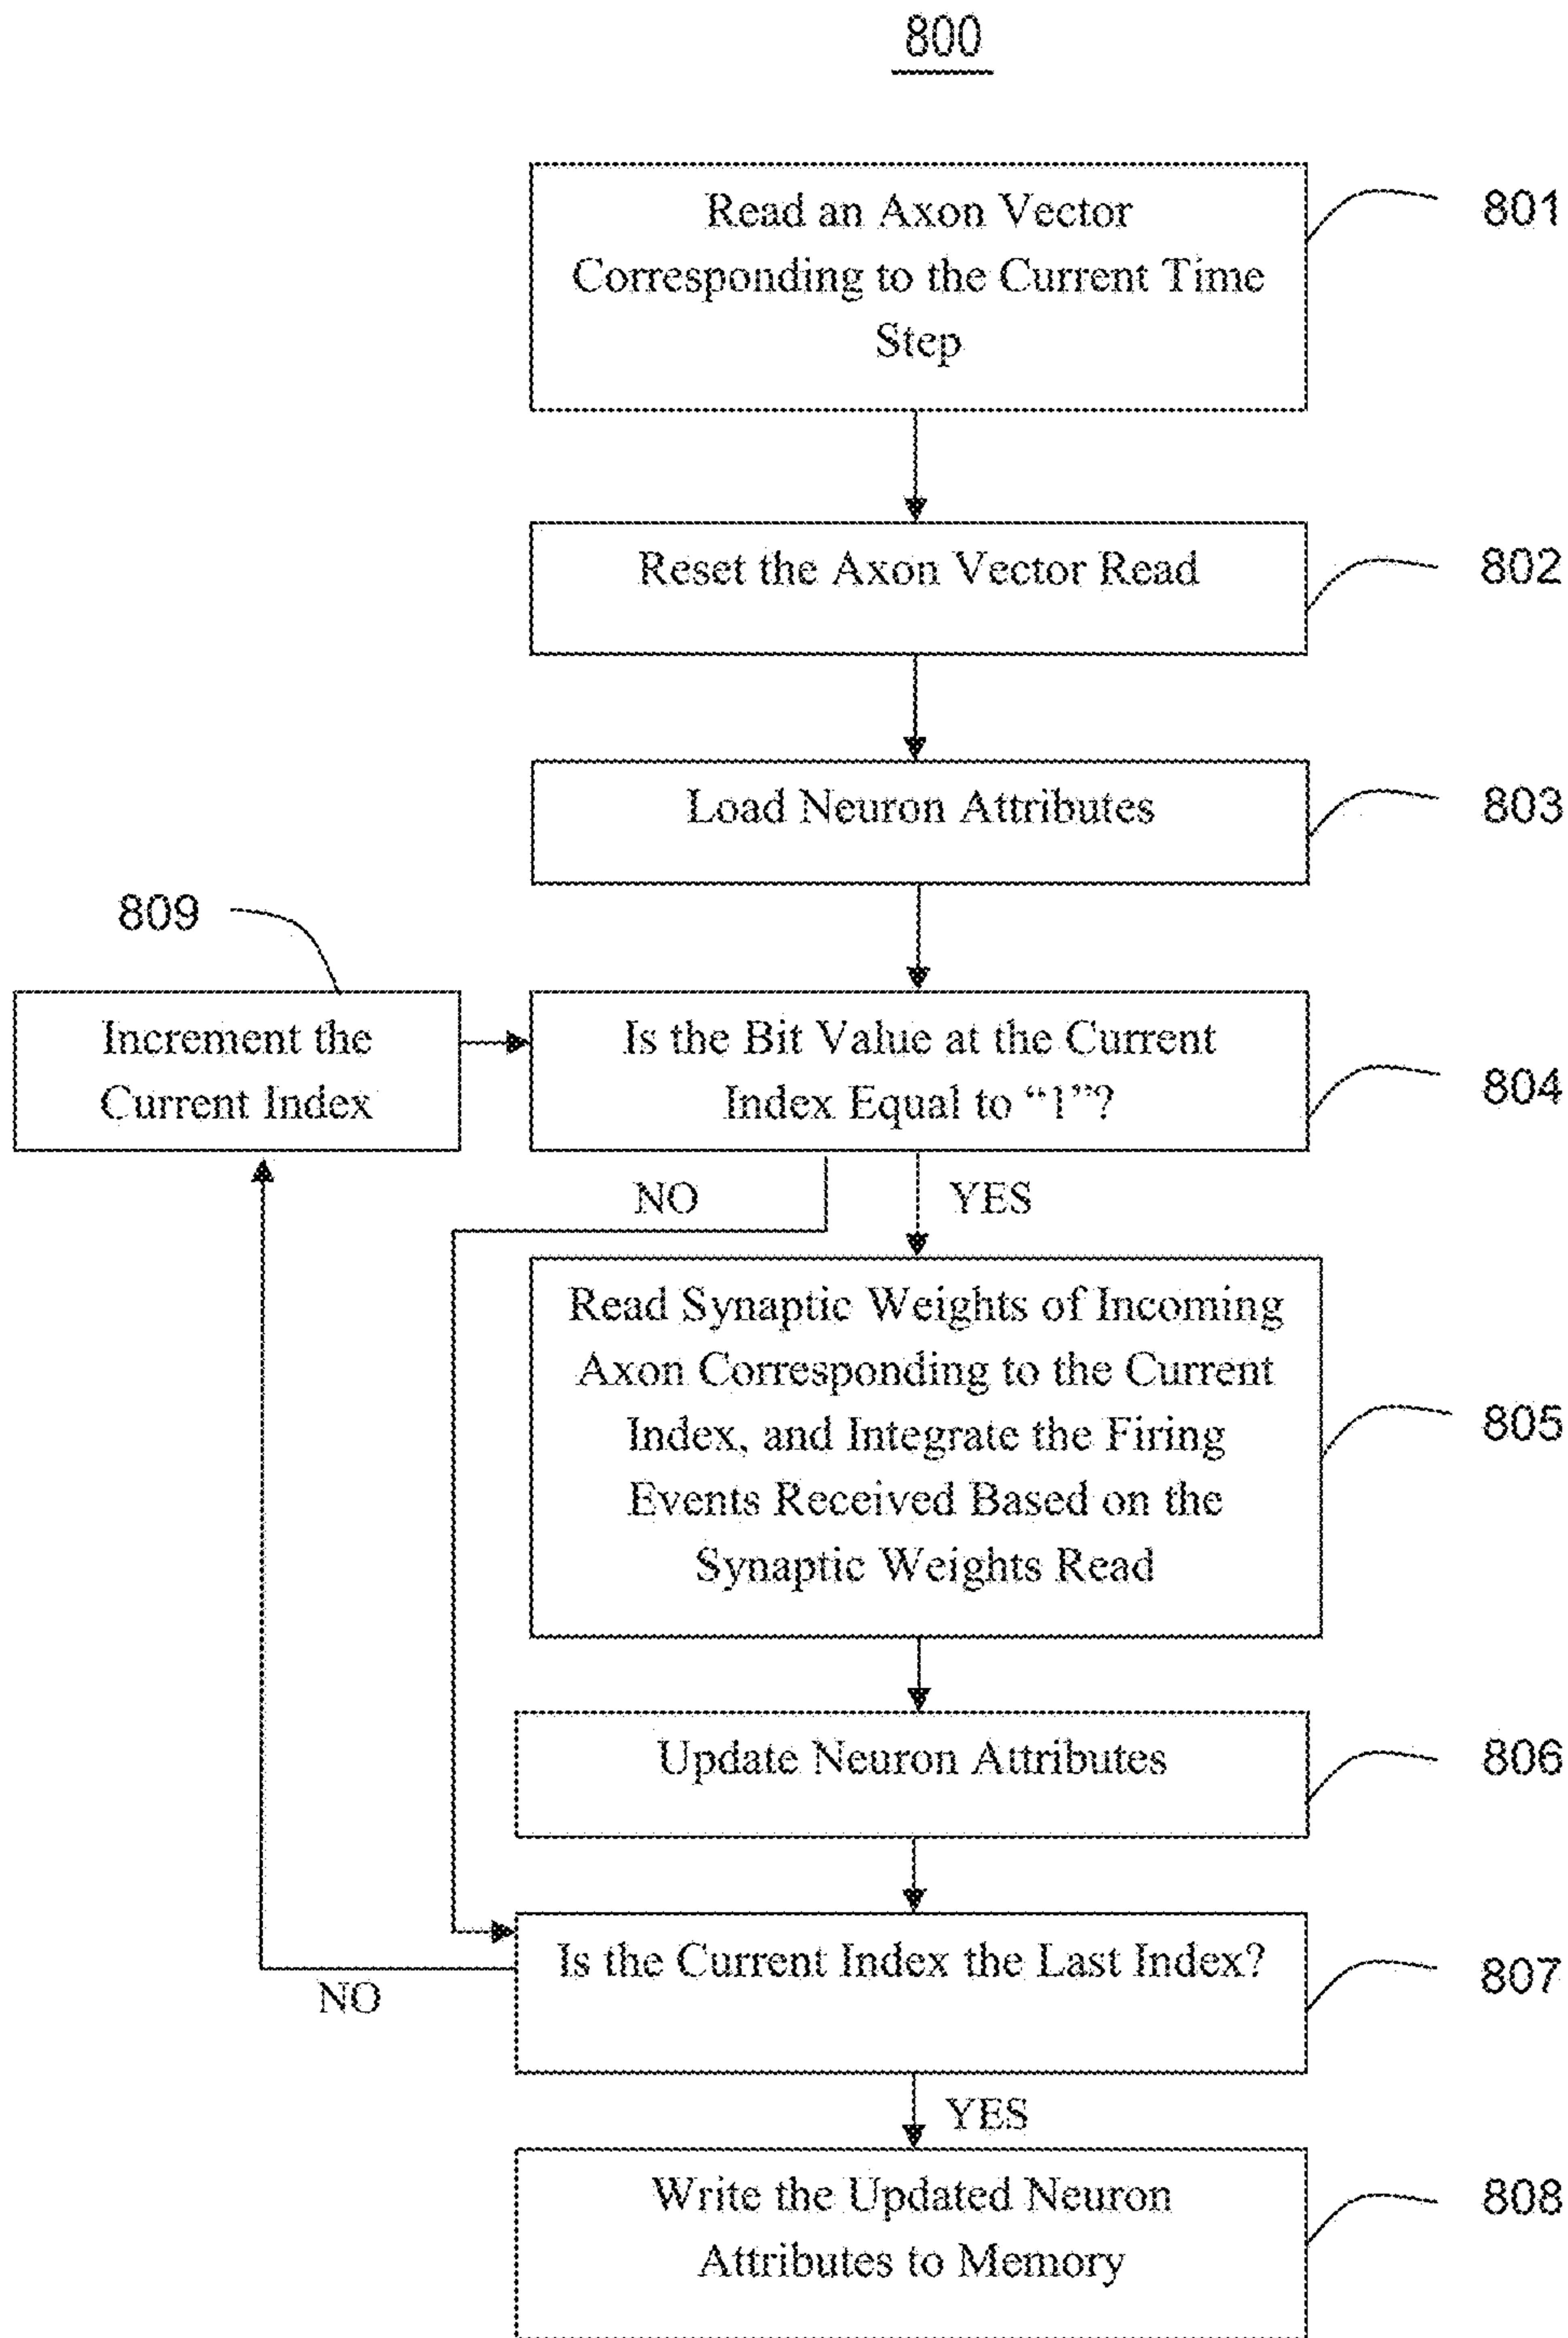 800
Read an Axon Vector
Corresponding to the Current Time
Step
801
Reset the Axon Vector Read
802
Load Neuron Attributes
803
809
Increment the
Current Index
Is the Bit Value at the Current
Index Equal to “1”?
804
NO
YES
Read Synaptic Weights of Incoming
Axon Corresponding to the Current
Index, and Integrate the Firing
Events Received Based on the
Synaptic Weights Read
805
Update Neuron Attributes
806
Is the Current Index the Last Index?
807
NO
YES
Write the Updated Neuron
Attributes to Memory
808